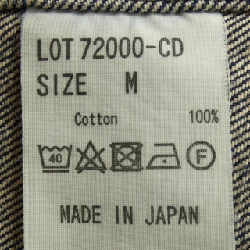 LOT 72000-CD
SIZE M
Cotton 100%
40 F
MADE IN JAPAN